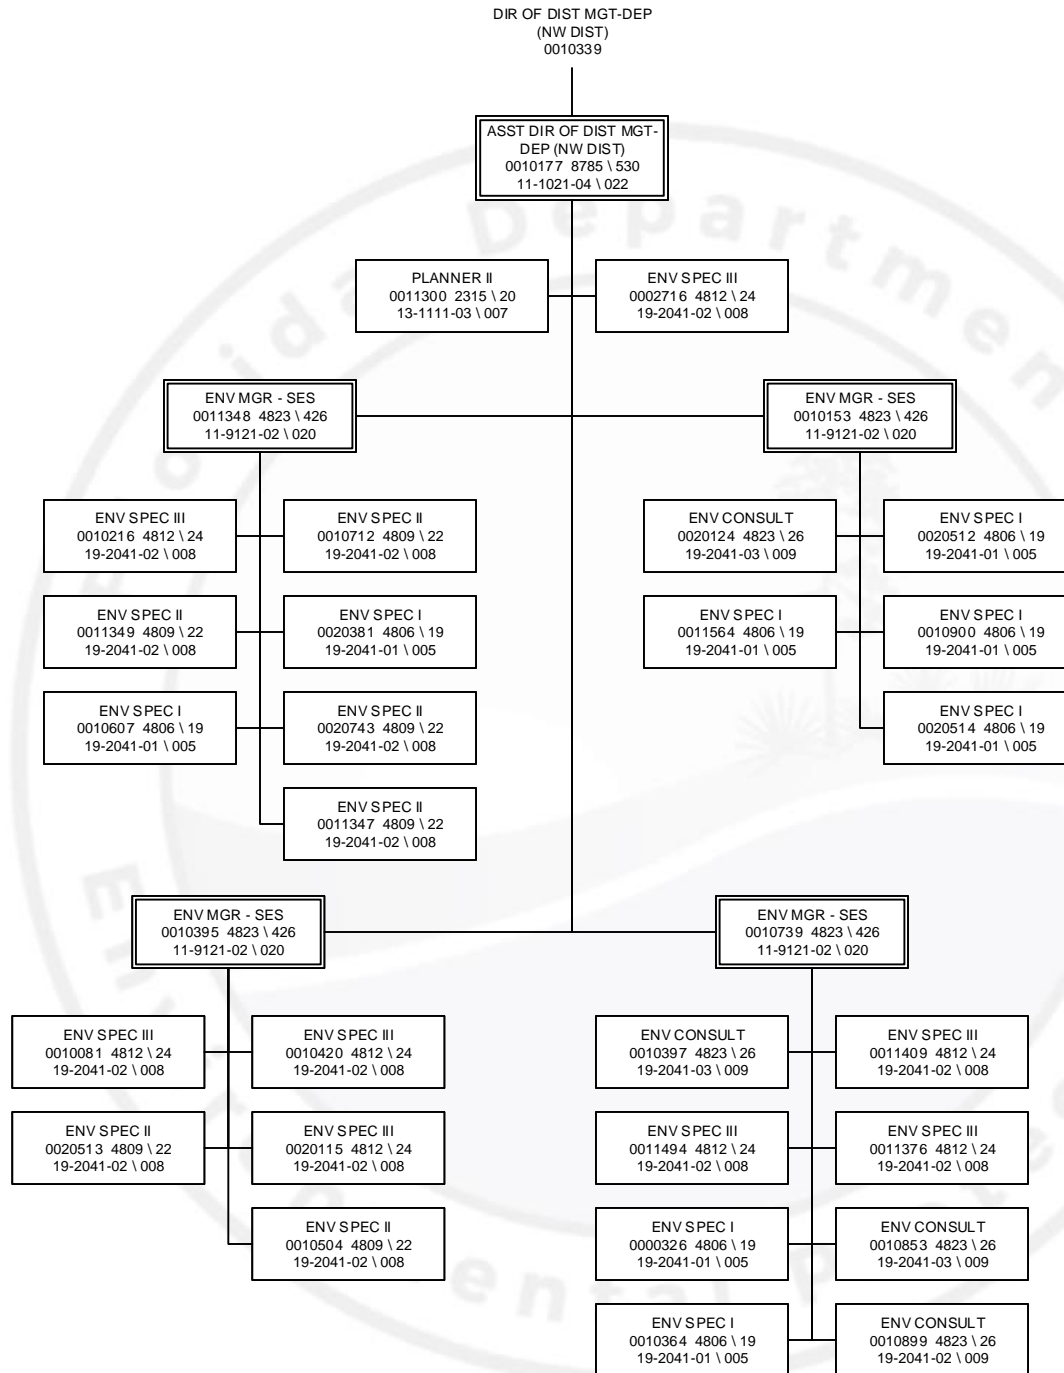 DIR OF DIST MGT-DEP
(NW DIST)
0010339
ASST DIR OF DIST MGT-
DEP (NW DIST)
0010177 8785 \ 530
11-1021-04 \ 022
PLANNER II
0011300 2315 \ 20
13-1111-03 \ 007
ENV SPEC III
0002716 4812 \ 24
19-2041-02 \ 008
ENV MGR - SES
0011348 4823 \ 426
11-9121-02 \ 020
ENV MGR - SES
0010153 4823 \ 426
11-9121-02 \ 020
ENV SPEC III
0010216 4812 \ 24
19-2041-02 \ 008
ENV SPEC II
0010712 4809 \ 22
19-2041-02 \ 008
ENV CONSULT
0020124 4823 \ 26
19-2041-03 \ 009
ENV SPEC I
0020512 4806 \ 19
19-2041-01 \ 005
ENV SPEC II
0011349 4809 \ 22
19-2041-02 \ 008
ENV SPEC I
0020381 4806 \ 19
19-2041-01 \ 005
ENV SPEC I
0011564 4806 \ 19
19-2041-01 \ 005
ENV SPEC I
0010900 4806 \ 19
19-2041-01 \ 005
ENV SPEC I
0010607 4806 \ 19
19-2041-01 \ 005
ENV SPEC II
0020743 4809 \ 22
19-2041-02 \ 008
ENV SPEC I
0020514 4806 \ 19
19-2041-01 \ 005
ENV SPEC II
0011347 4809 \ 22
19-2041-02 \ 008
ENV MGR - SES
0010395 4823 \ 426
11-9121-02 \ 020
ENV MGR - SES
0010739 4823 \ 426
11-9121-02 \ 020
ENV SPEC III
0010081 4812 \ 24
19-2041-02 \ 008
ENV SPEC III
0010420 4812 \ 24
19-2041-02 \ 008
ENV CONSULT
0010397 4823 \ 26
19-2041-03 \ 009
ENV SPEC III
0011409 4812 \ 24
19-2041-02 \ 008
ENV SPEC II
0020513 4809 \ 22
19-2041-02 \ 008
ENV SPEC III
0020115 4812 \ 24
19-2041-02 \ 008
ENV SPEC III
0011494 4812 \ 24
19-2041-02 \ 008
ENV SPEC III
0011376 4812 \ 24
19-2041-02 \ 008
ENV SPEC II
0010504 4809 \ 22
19-2041-02 \ 008
ENV SPEC I
0000326 4806 \ 19
19-2041-01 \ 005
ENV CONSULT
0010853 4823 \ 26
19-2041-03 \ 009
ENV SPEC I
0010364 4806 \ 19
19-2041-01 \ 005
ENV CONSULT
0010899 4823 \ 26
19-2041-02 \ 009